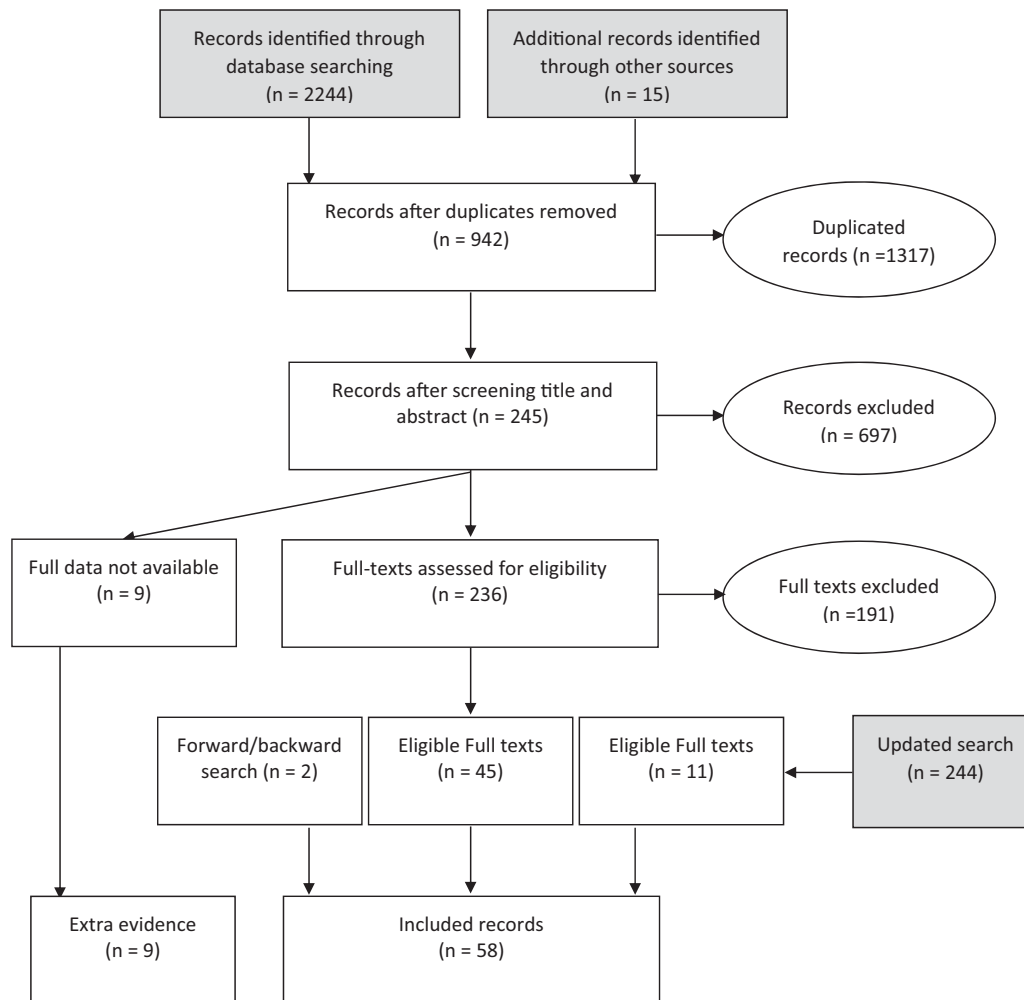 Records identified through
database searching
(n = 2244)
Additional records identified
through other sources
(n = 15)
Records after duplicates removed
(n = 942)
Duplicated
records (n =1317)
Records after screening title and
abstract (n = 245)
Records excluded
(n = 697)
Full data not available
(n = 9)
Full-texts assessed for eligibility
(n = 236)
Full texts excluded
(n =191)
Forward/backward
search (n = 2)
Eligible Full texts
(n = 45)
Eligible Full texts
(n = 11)
Updated search
(n = 244)
Extra evidence
(n = 9)
Included records
(n = 58)